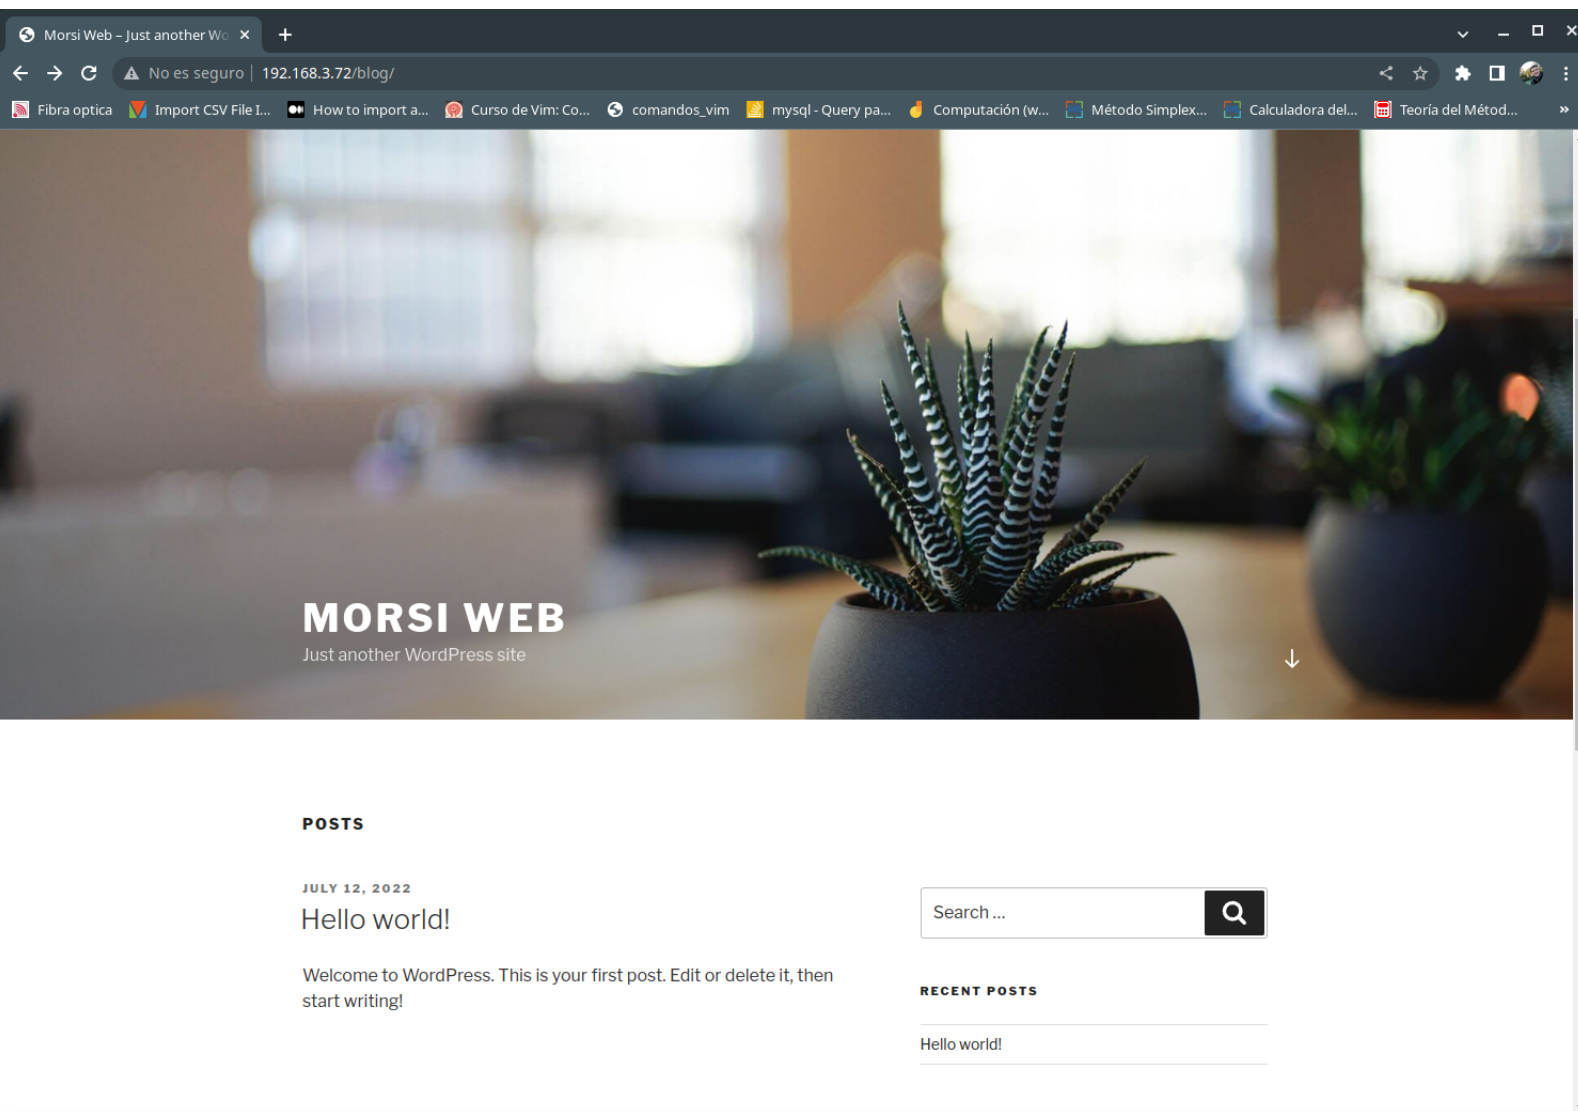 Morsi Web – Just another Wo
No es seguro 192.168.3.72/blog/
Fibra optica Import CSV File I... How to import a... Curso de Vim: Co... comandos_vim mysql - Query pa... Computación (w... Método Simplex... Calculadora del... Teoría del Métod... »
MORSI WEB
Just another WordPress site
POSTS
JULY 12, 2022
Hello world!
Welcome to WordPress. This is your first post. Edit or delete it, then
start writing!
Search …
RECENT POSTS
Hello world!